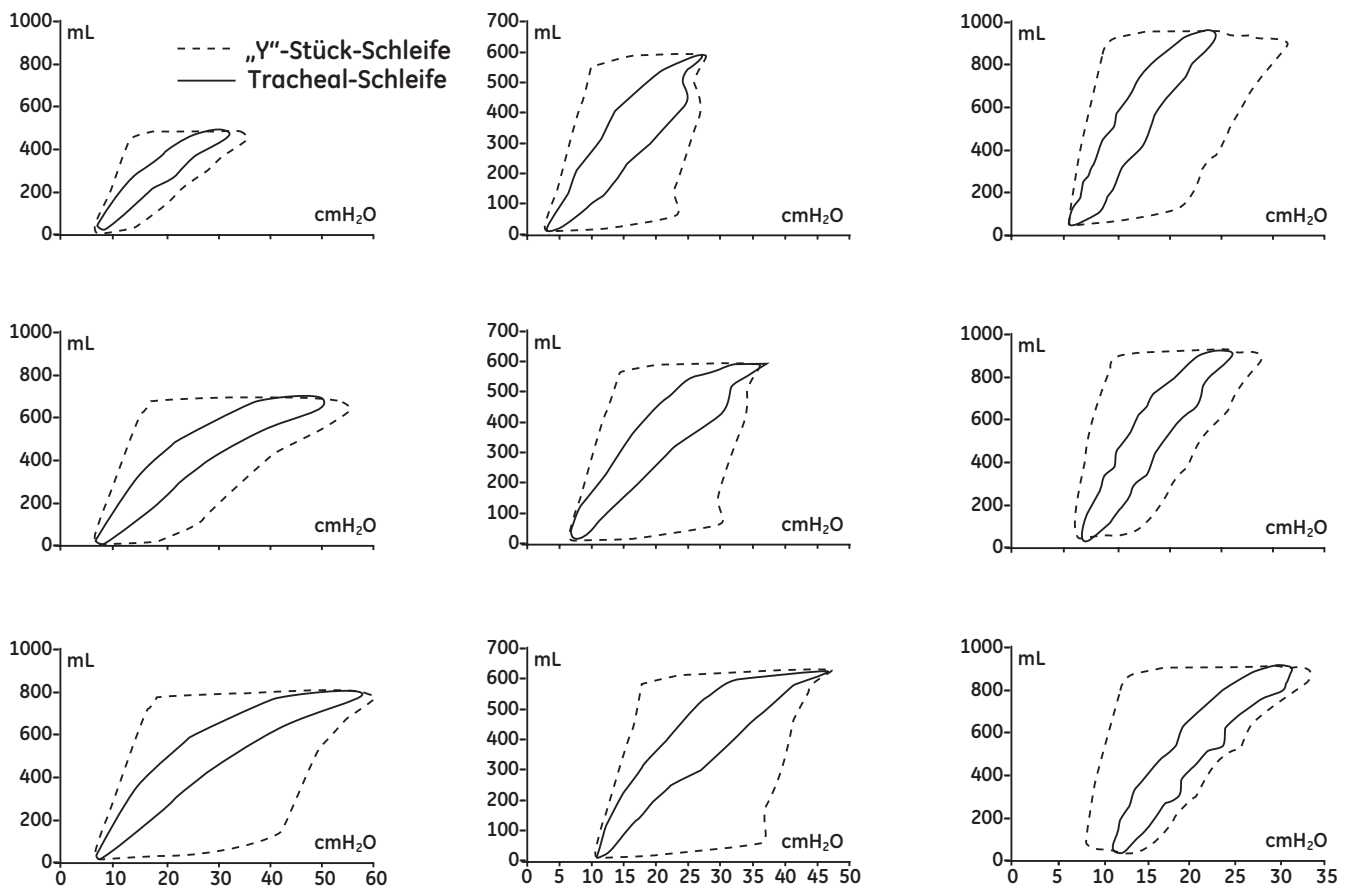 1000 mL
„Y“-Stück-Schleife
800
Tracheal-Schleife
600
400
200
cmH₂O
0
700 mL
600
500
400
300
200
100
cmH₂O
0
1000 mL
800
600
400
200
cmH₂O
0
1000 mL
800
600
400
200
cmH₂O
0
700 mL
600
500
400
300
200
100
cmH₂O
0
1000 mL
800
600
400
200
cmH₂O
0
1000 mL
800
600
400
200
cmH₂O
0
0 10 20 30 40 50 60
700 mL
600
500
400
300
200
100
cmH₂O
0
0 5 10 15 20 25 30 35 40 45 50
1000 mL
800
600
400
200
cmH₂O
0
0 5 10 15 20 25 30 35